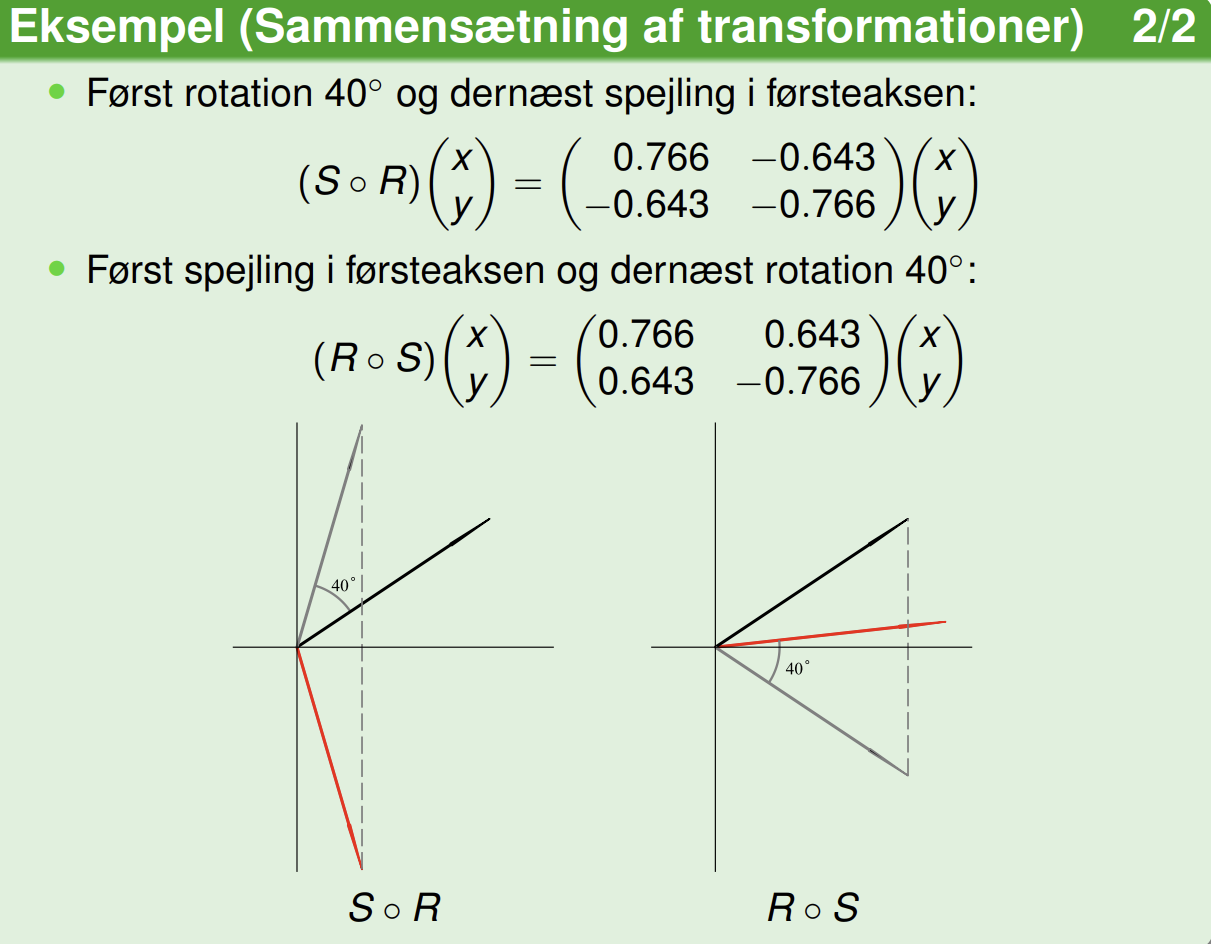 Eksempel (Sammensætning af transformationer) 2/2
• Først rotation 40° og dernæst spejling i førsteaksen:
(S ∘ R)(x y) = (0.766 −0.643 −0.643 −0.766)(x y)
• Først spejling i førsteaksen og dernæst rotation 40°:
(R ∘ S)(x y) = (0.766 0.643 0.643 −0.766)(x y)
40°
40°
S ∘ R
R ∘ S